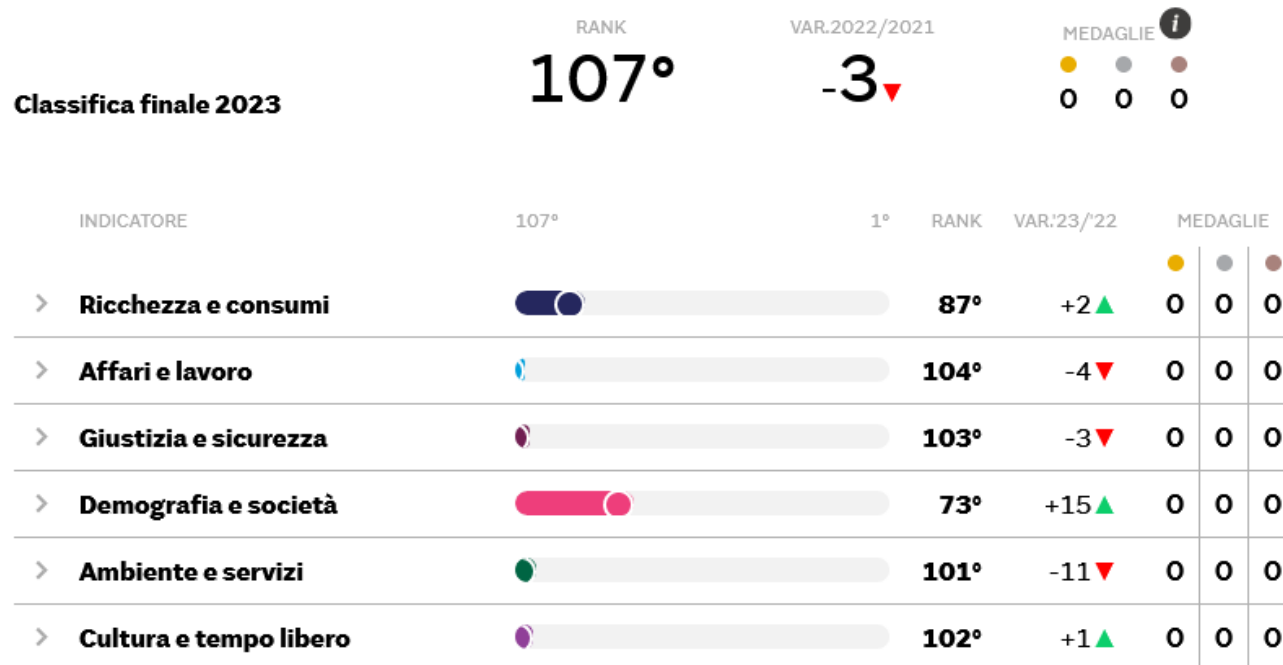 RANK VAR.2022/2021 MEDAGLIE i
Classifica finale 2023 107° -3 ▼ 0 0 0
INDICATORE 107° 1° RANK VAR.'23/'22 MEDAGLIE
Ricchezza e consumi 87° +2 ▲ 0 0 0
Affari e lavoro 104° -4 ▼ 0 0 0
Giustizia e sicurezza 103° -3 ▼ 0 0 0
Demografia e società 73° +15 ▲ 0 0 0
Ambiente e servizi 101° -11 ▼ 0 0 0
Cultura e tempo libero 102° +1 ▲ 0 0 0